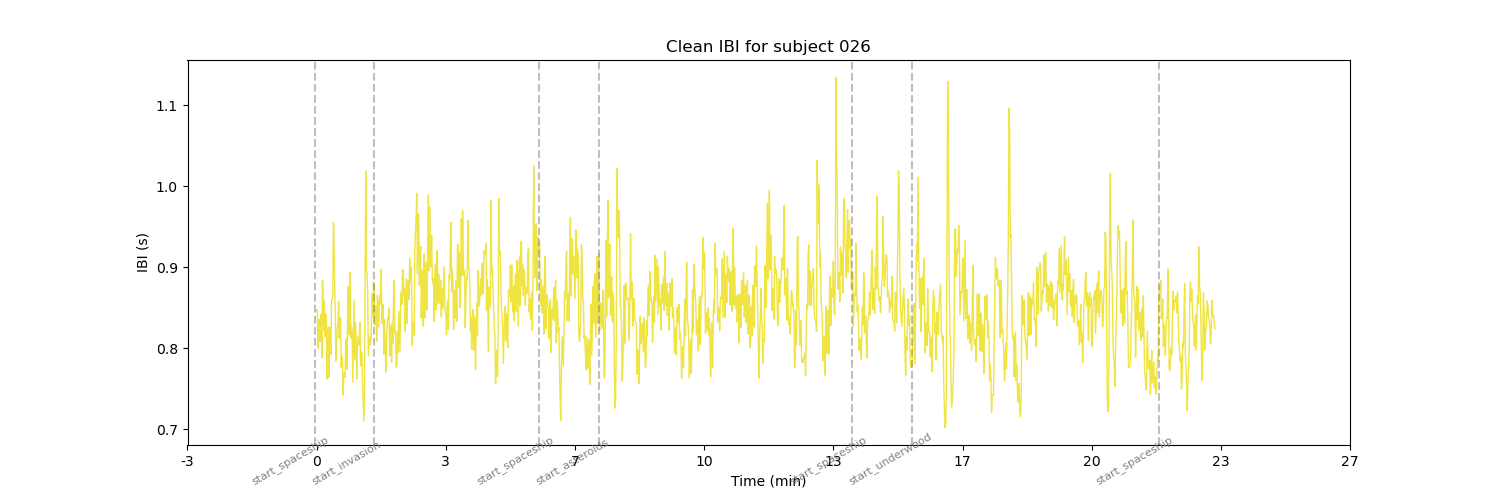 Clean IBI for subject 026
IBI (s)
1.1
1.0
0.9
0.8
0.7
-3 0 3 7 10 13 17 20 23 27
start_spaceship start_invasion start_spaceship start_asteroids start_spaceship start_underwood start_spaceship
Time (min)